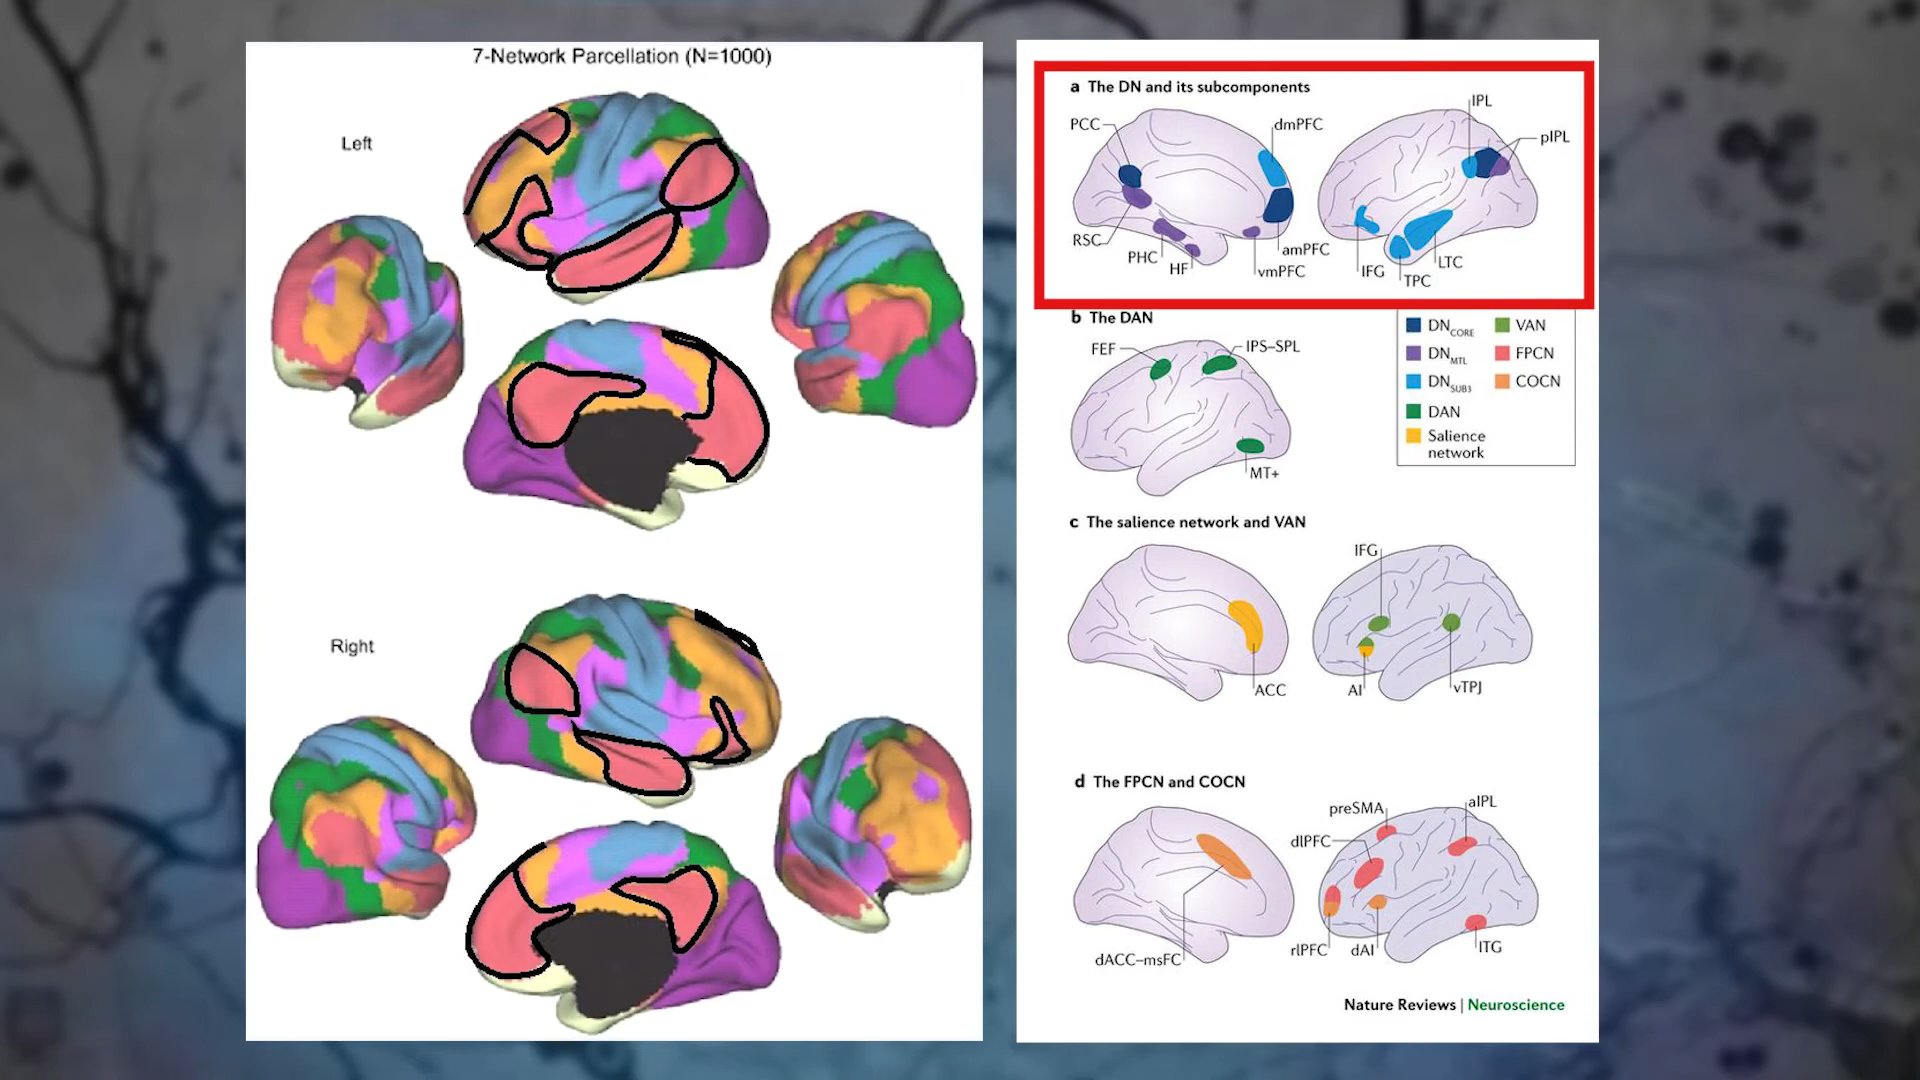 7-Network Parcellation (N=1000)
Left
Right
a The DN and its subcomponents
PCC
dmPFC
IPL
pIPL
RSC
PHC
HF
vmPFC
amPFC
IFG
TPC
LTC
b The DAN
FEF
IPS–SPL
MT+
DNCORE
VAN
DNMTL
FPCN
DNSUB3
COCN
DAN
Salience
network
c The salience network and VAN
IFG
ACC
AI
vTPJ
d The FPCN and COCN
preSMA
aIPL
dlPFC
dACC–msFC
rlPFC
dAI
ITG
Nature Reviews | Neuroscience